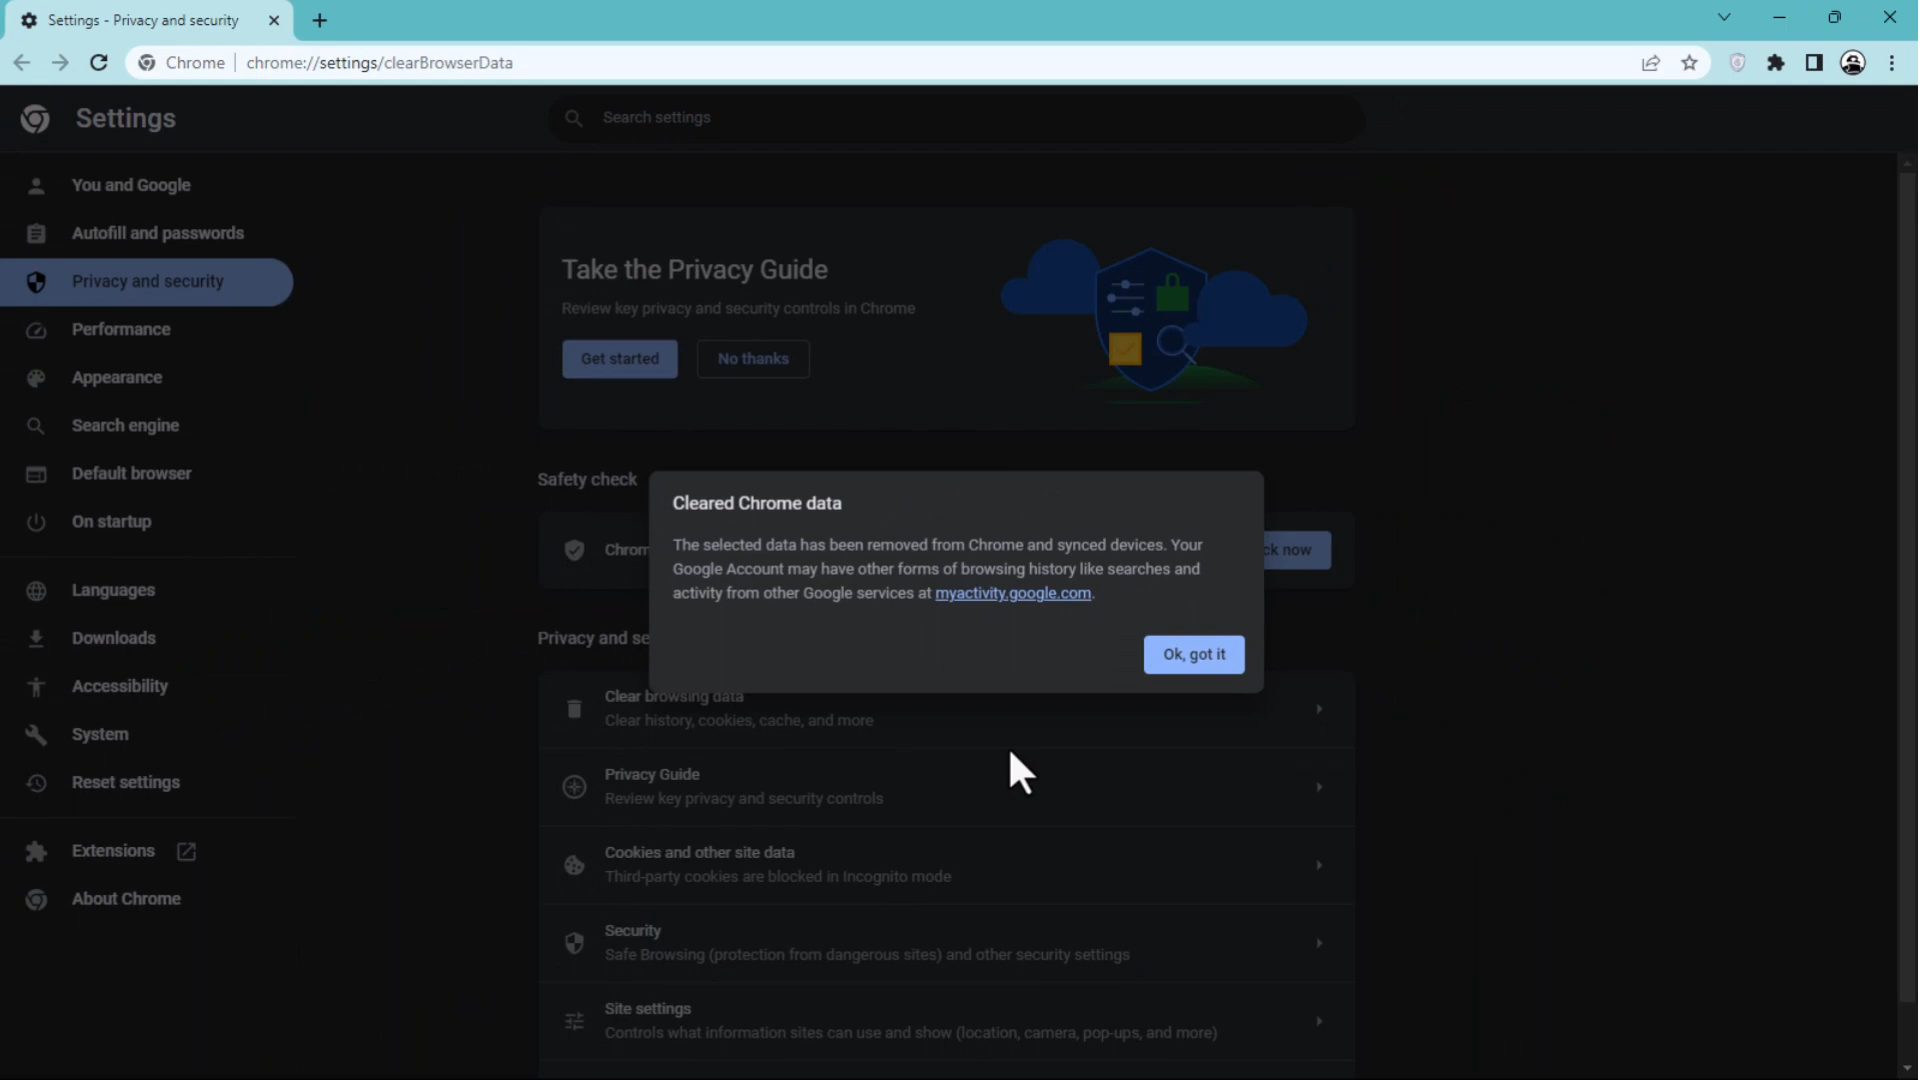 Settings - Privacy and security
Chrome
chrome://settings/clearBrowserData
Settings
Search settings
You and Google
Autofill and passwords
Privacy and security
Performance
Appearance
Search engine
Default browser
On startup
Languages
Downloads
Accessibility
System
Reset settings
Extensions
About Chrome
Take the Privacy Guide
Review key privacy and security controls in Chrome
Get started
No thanks
Safety check
Chrom
ck now
Cleared Chrome data
The selected data has been removed from Chrome and synced devices. Your
Google Account may have other forms of browsing history like searches and
activity from other Google services at myactivity.google.com.
Ok, got it
Privacy and se
Clear browsing data
Clear history, cookies, cache, and more
Privacy Guide
Review key privacy and security controls
Cookies and other site data
Third-party cookies are blocked in Incognito mode
Security
Safe Browsing (protection from dangerous sites) and other security settings
Site settings
Controls what information sites can use and show (location, camera, pop-ups, and more)